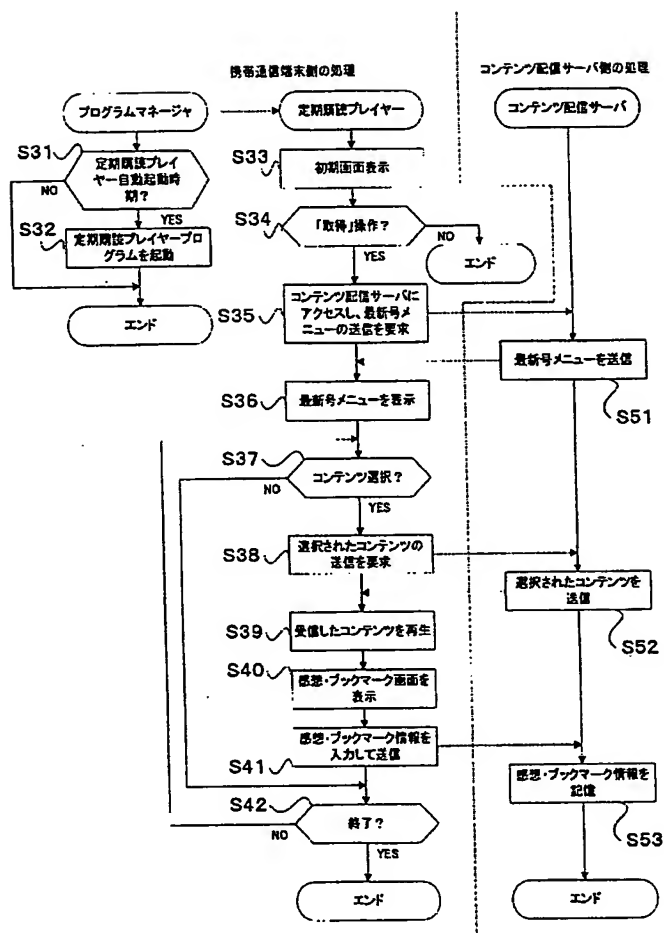 携帯通信端末側の処理
コンテンツ配信サーバ側の処理
プログラムマネージャ
定期購読プレイヤー
コンテンツ配信サーバ
S31
定期購読プレイ
ヤー自動起動時
期?
NO
YES
S32
定期購読プレイヤープロ
グラムを起動
エンド
S33
初期画面表示
S34
「取得」操作?
NO
エンド
YES
S35
コンテンツ配信サーバに
アクセスし、最新号メ
ニューの送信を要求
最新号メニューを送信
S51
S36
最新号メニューを表示
S37
コンテンツ選択?
NO
YES
S38
選択されたコンテンツの
送信を要求
選択されたコンテンツを
送信
S52
S39
受信したコンテンツを再生
S40
感想・ブックマーク画面を
表示
感想・ブックマーク情報を
入力して送信
S41
感想・ブックマーク情報を
記憶
S53
S42
終了?
NO
YES
エンド
エンド